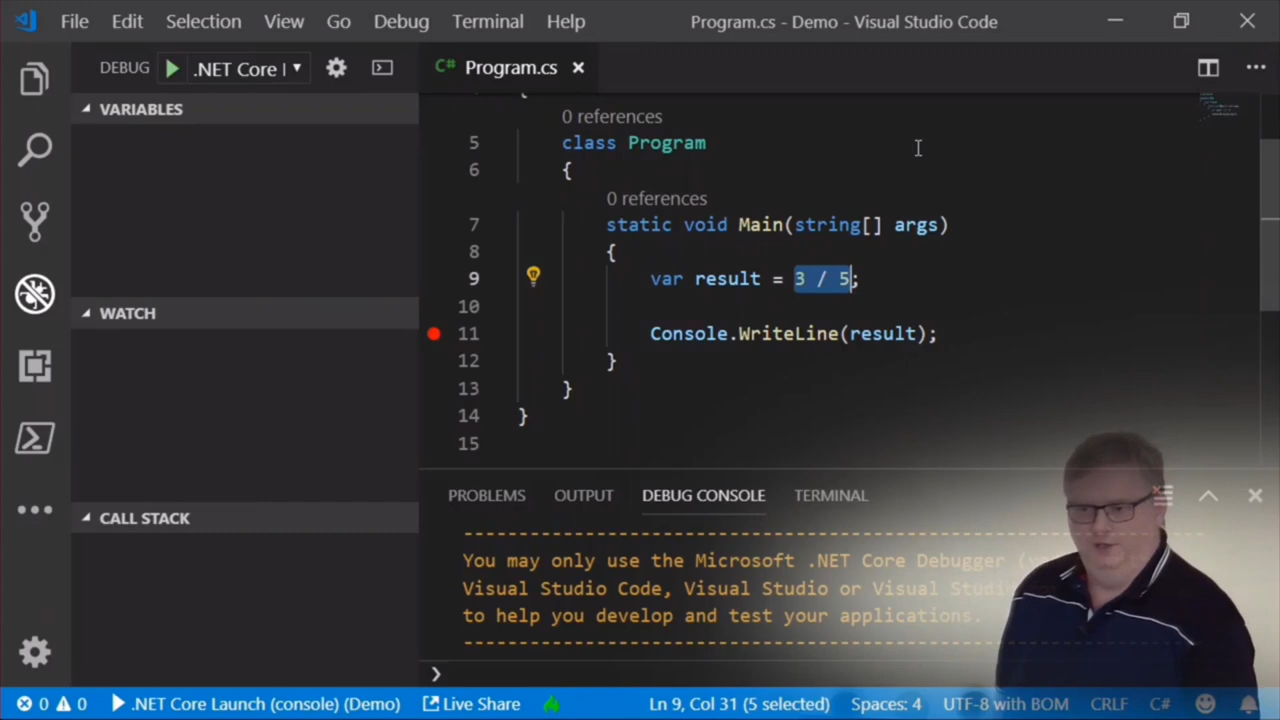 File Edit Selection View Go Debug Terminal Help Program.cs - Demo - Visual Studio Code
DEBUG .NET Core
C# Program.cs
VARIABLES
WATCH
CALL STACK
{
0 references
5 class Program
6 {
0 references
7 static void Main(string[] args)
8 {
9 var result = 3 / 5;
10
11 Console.WriteLine(result);
12 }
13 }
14 }
15
PROBLEMS OUTPUT DEBUG CONSOLE TERMINAL
You may only use the Microsoft .NET Core Debugger
Visual Studio Code, Visual Studio or Visual
to help you develop and test your applications.
0 0 .NET Core Launch (console) (Demo) Live Share Ln 9, Col 31 (5 selected) Spaces: 4 UTF-8 with BOM CRLF C#